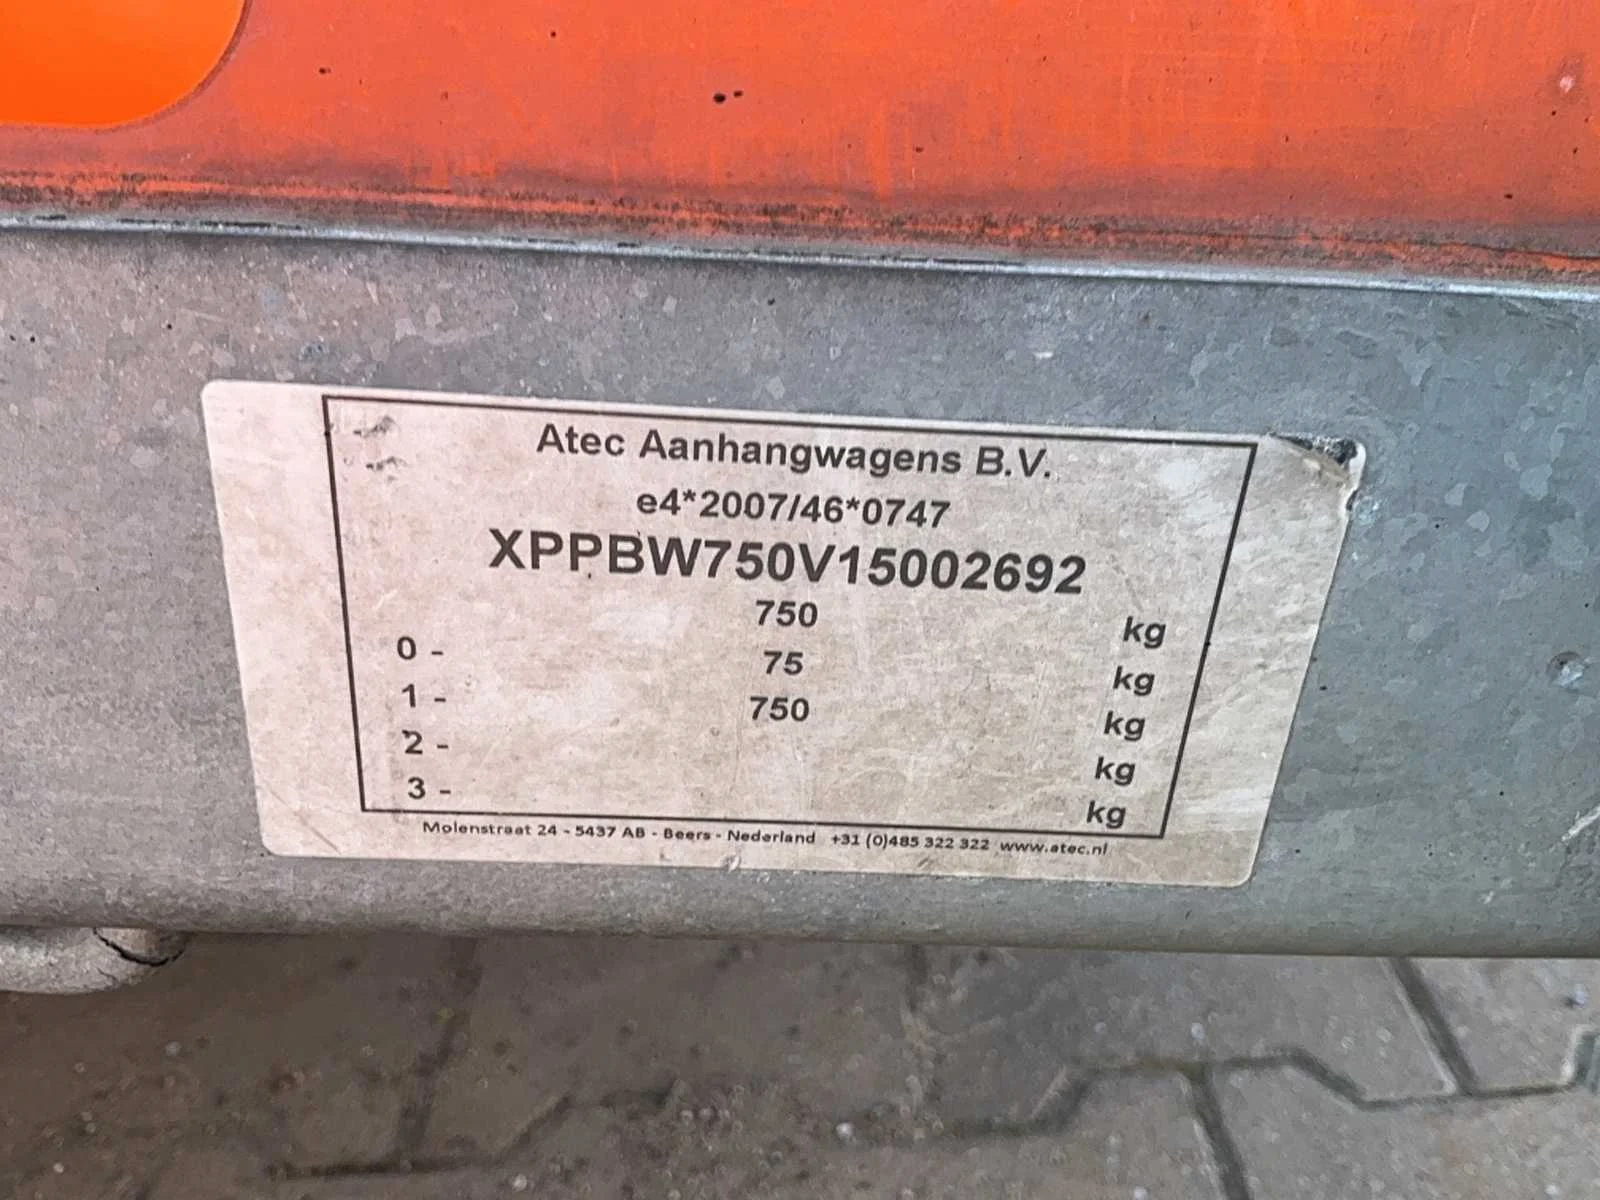 Atec Aanhangwagens B.V.
e4*2007/46*0747
XPPBW750V15002692
750 kg
0 - 75 kg
1 - 750 kg
2 - kg
3 - kg
Molenstraat 24 - 5437 AB - Beers - Nederland +31 (0)485 322 322 www.atec.nl